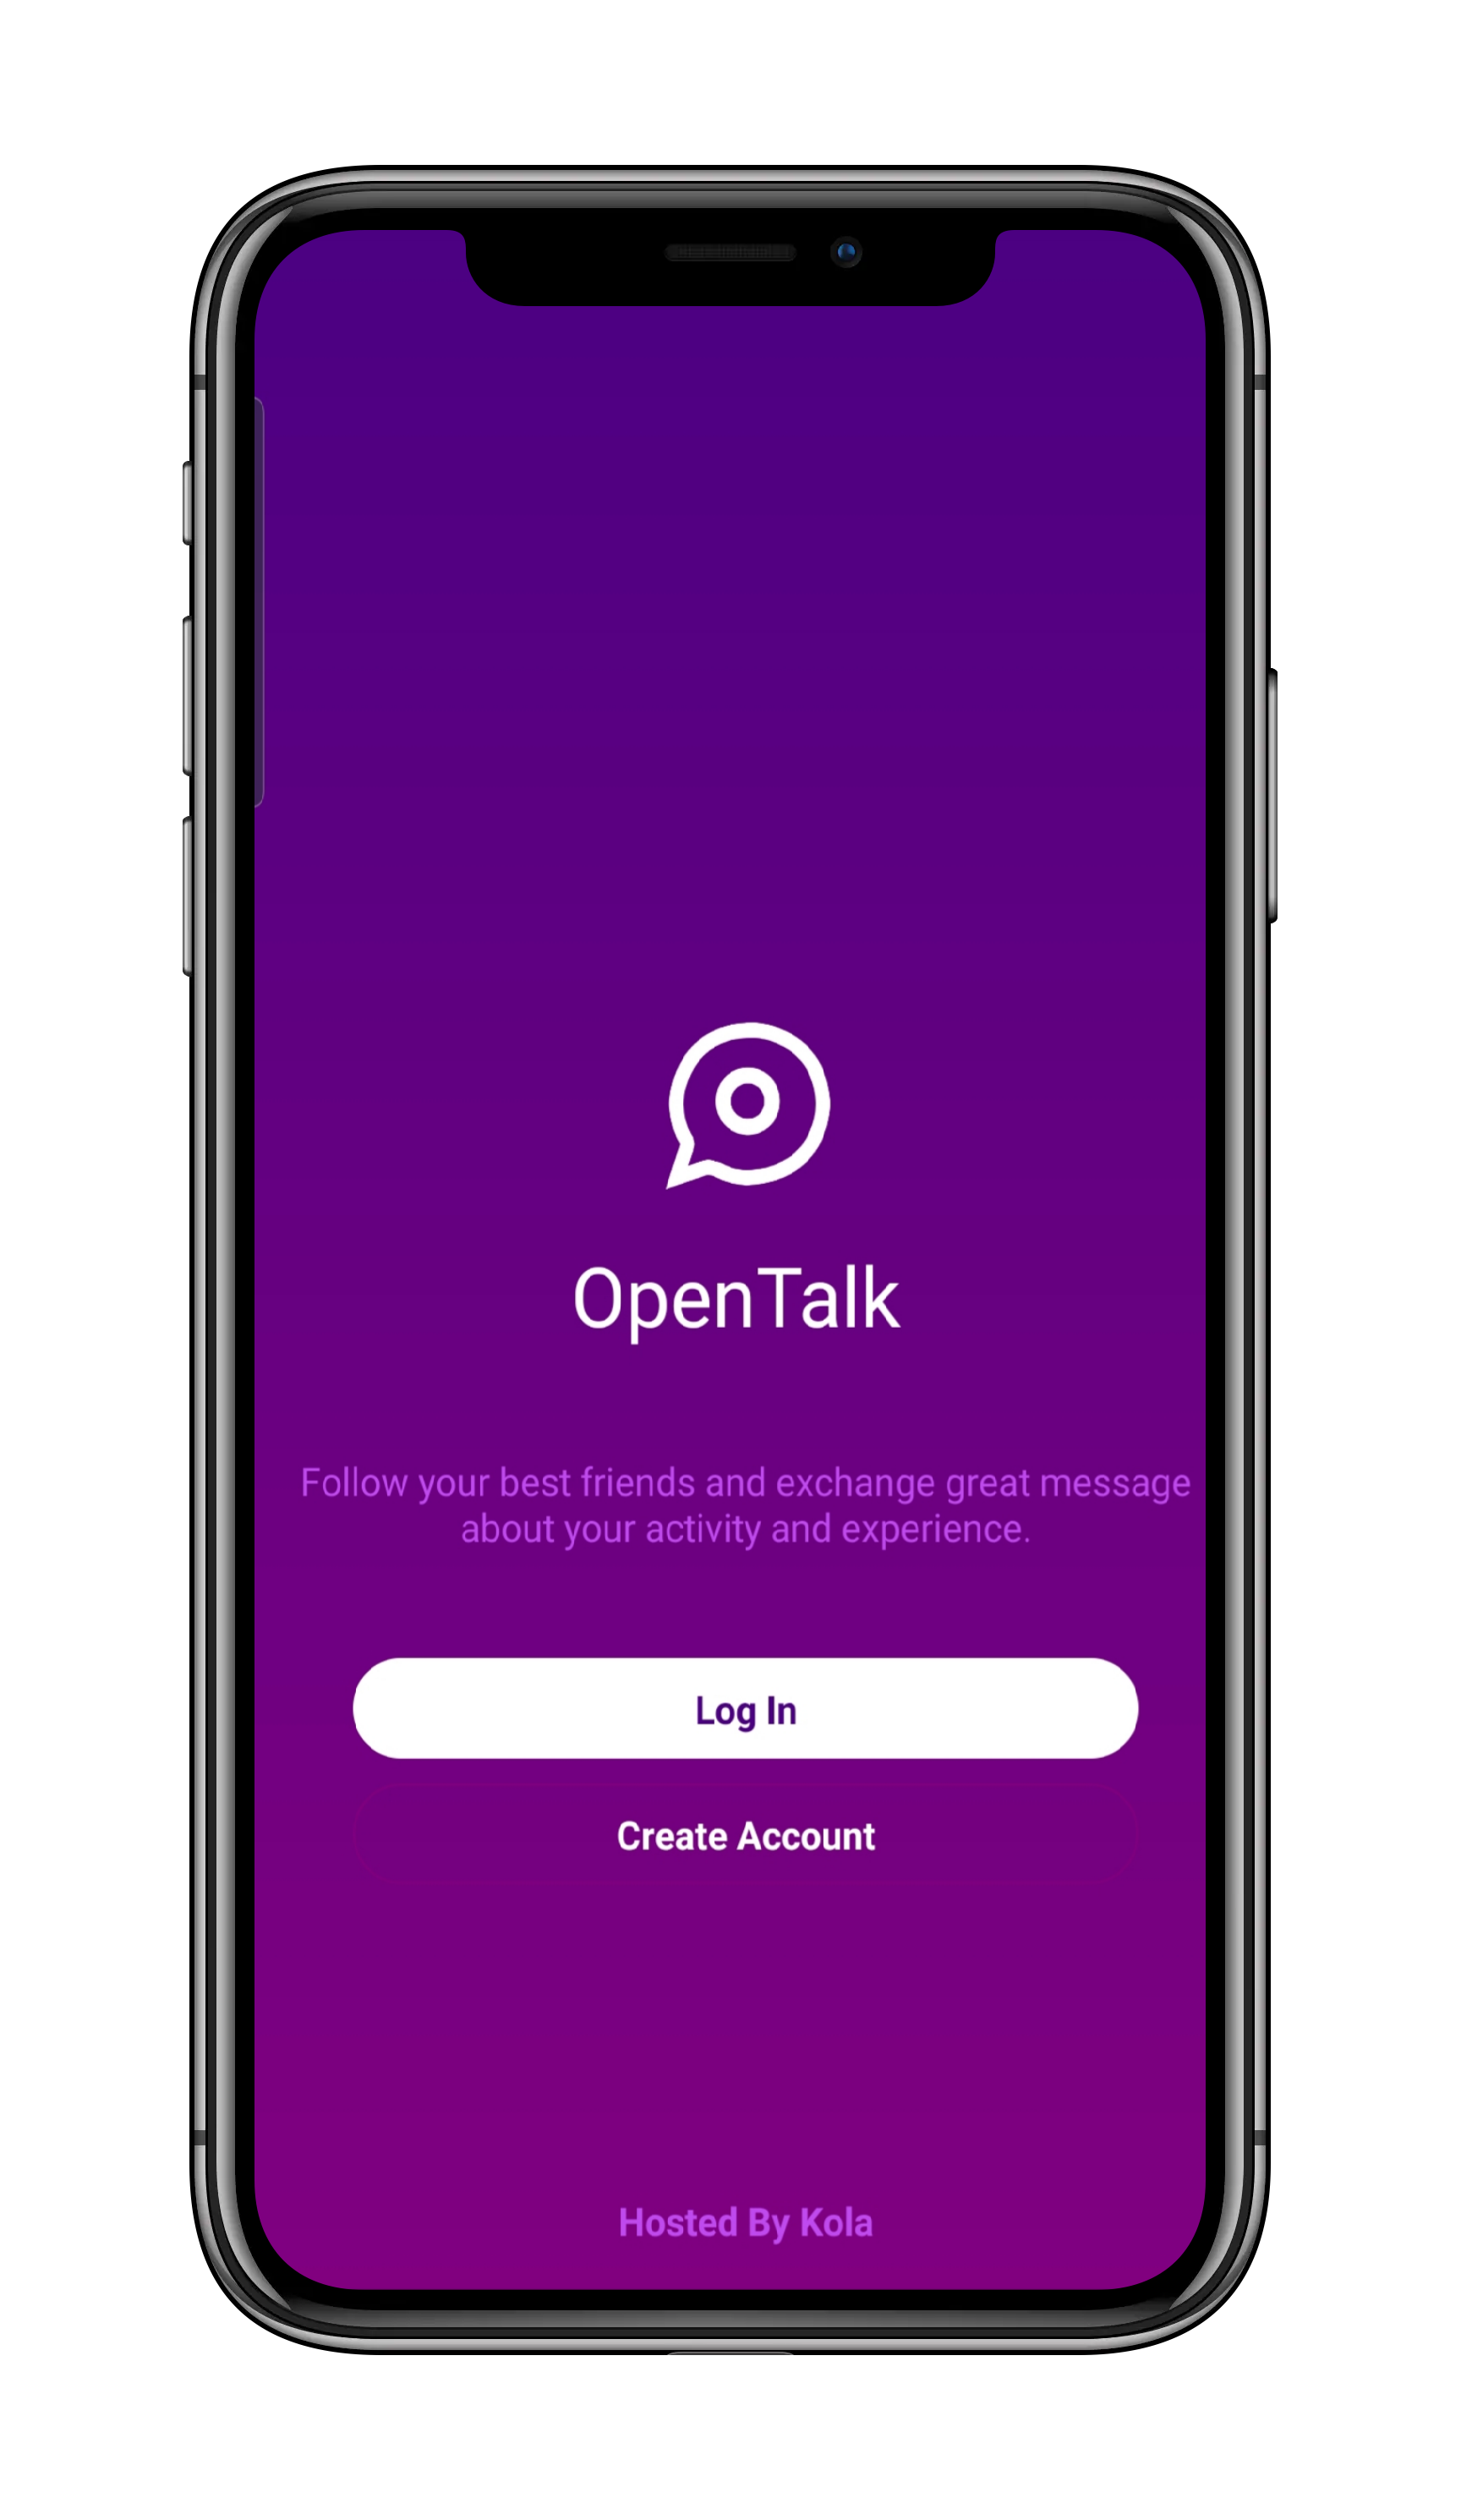 OpenTalk
Follow your best friends and exchange great message
about your activity and experience.
Log In
Create Account
Hosted By Kola